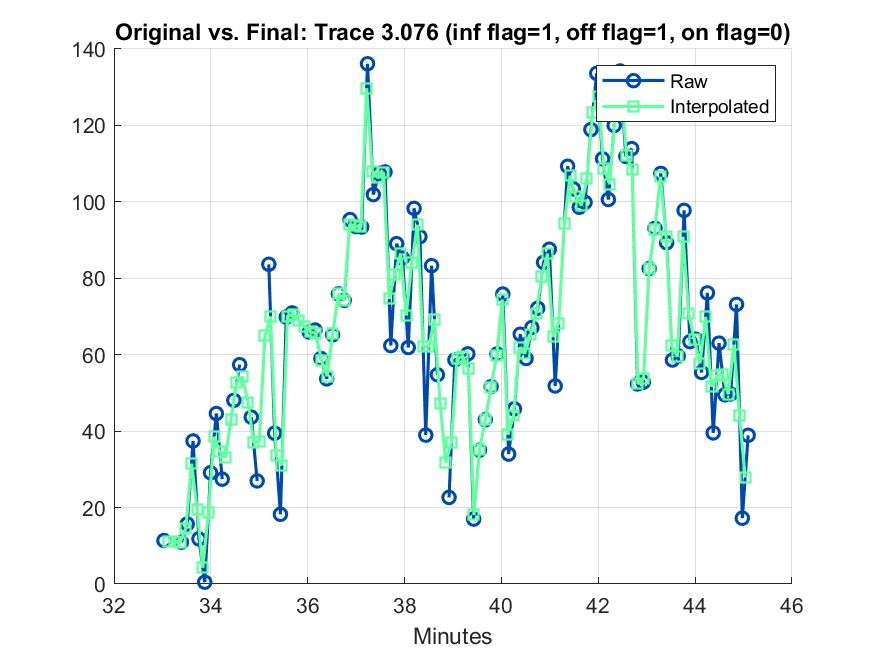 Original vs. Final: Trace 3.076 (inf flag=1, off flag=1, on flag=0)
140
120
100
80
60
40
20
0
Raw
Interpolated
32 34 36 38 40 42 44 46
Minutes